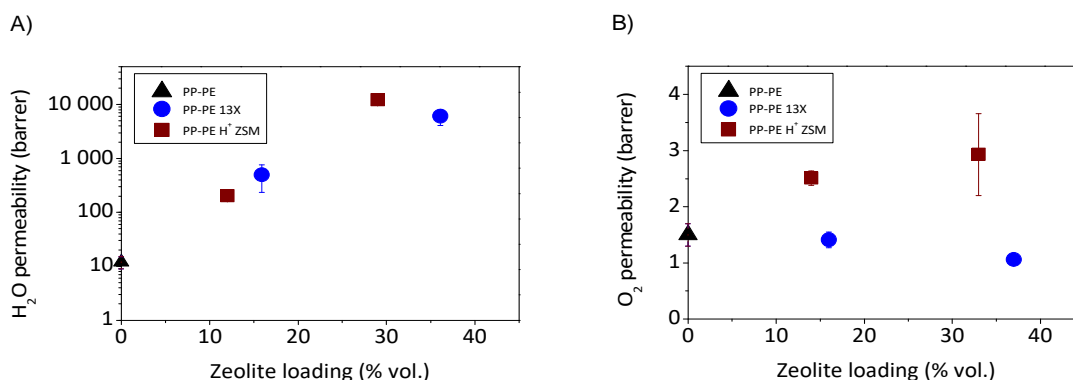 A)
H₂O permeability (barrer)
10 000
1 000
100
10
1
PP-PE
PP-PE 13X
PP-PE H⁺ ZSM
0 10 20 30 40
Zeolite loading (% vol.)
B)
O₂ permeability (barrer)
4
3
2
1
0
PP-PE
PP-PE 13X
PP-PE H⁺ ZSM
0 10 20 30 40
Zeolite loading (% vol.)